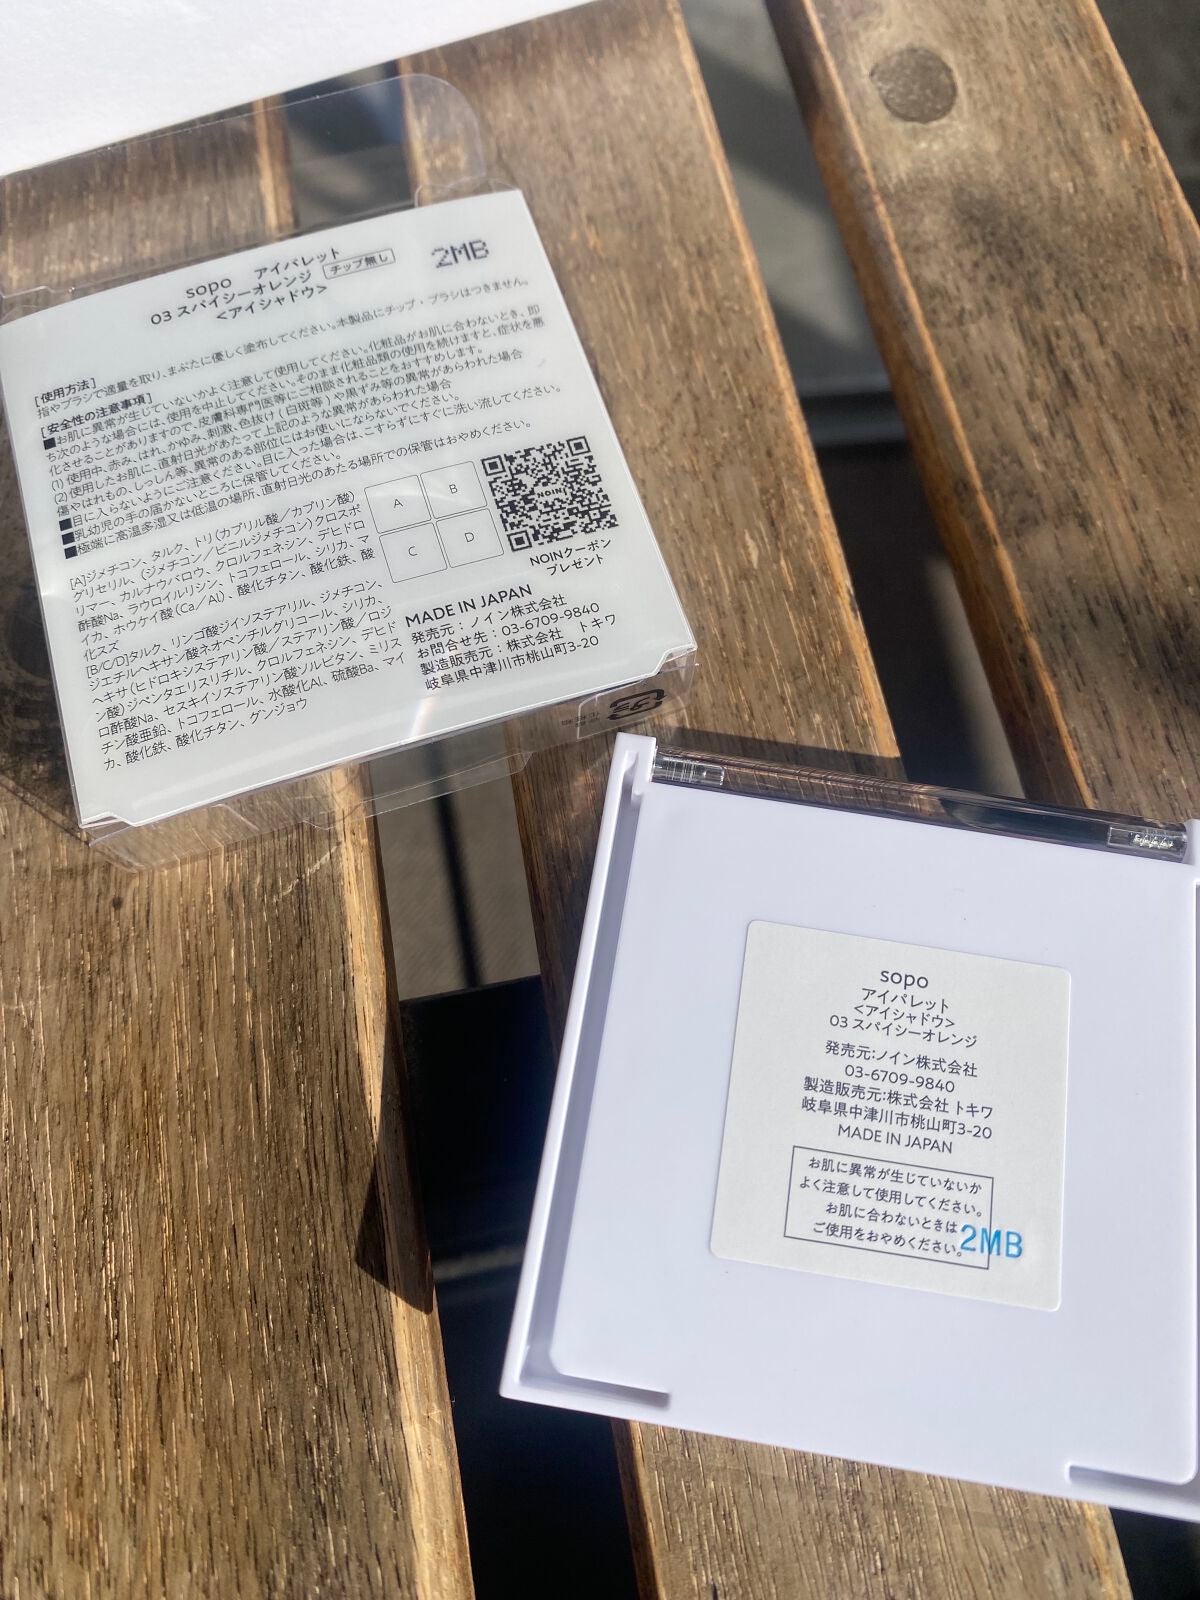 sopo アイパレット
03 スパイシーオレンジ チップ無し
<アイシャドウ>
2MB
[使用方法]
指やブラシで適量を取り、まぶたに優しく塗布してください。本製品にチップ・ブラシはつきません。
[安全性の注意事項]
■お肌に異常が生じていないかよく注意して使用してください。化粧品がお肌に合わないとき、即
ち次のような場合には、使用を中止してください。そのまま化粧品類の使用を続けますと、症状を悪
化させることがありますので、皮膚科専門医等にご相談されることをおすすめします。
(1) 使用中、赤み、はれ、かゆみ、刺激、色抜け(白斑等)や黒ずみ等の異常があらわれた場合
(2) 使用したお肌に、直射日光があたって上記のような異常があらわれた場合
傷やはれもの、しっしん等、異常のある部位にはお使いにならないでください。
■目に入らないようにご注意ください。目に入った場合は、こすらずにすぐに洗い流してください。
■乳幼児の手の届かないところに保管してください。
■極端に高温多湿又は低温の場所、直射日光のあたる場所での保管はおやめください。
[A]ジメチコン、タルク、トリ(カプリル酸/カプリン酸)
グリセリル、(ジメチコン/ビニルジメチコン)クロスポ
リマー、カルナウバロウ、クロルフェネシン、デヒドロ
酢酸Na、ラウロイルリシン、トコフェロール、シリカ、マ
イカ、ホウケイ酸(Ca/Al)、酸化チタン、酸化鉄、酸
化スズ
[B/C/D]タルク、リンゴ酸ジイソステアリル、ジメチコン、
ジエチルヘキサン酸ネオペンチルグリコール、シリカ、
ヘキサ(ヒドロキシステアリン酸/ステアリン酸/ロジ
ン酸)ジペンタエリスリチル、クロルフェネシン、デヒド
ロ酢酸Na、セスキイソステアリン酸ソルビタン、ミリス
チン酸亜鉛、トコフェロール、水酸化Al、硫酸Ba、マイ
カ、酸化鉄、酸化チタン、グンジョウ
A B
C D
NOIN
NOINクーポン
プレゼント
MADE IN JAPAN
発売元：ノイン株式会社
お問合せ先：03-6709-9840
製造販売元：株式会社 トキワ
岐阜県中津川市桃山町3-20
プラ
sopo
アイパレット
<アイシャドウ>
03 スパイシーオレンジ
発売元:ノイン株式会社
03-6709-9840
製造販売元:株式会社 トキワ
岐阜県中津川市桃山町3-20
MADE IN JAPAN
お肌に異常が生じていないか
よく注意して使用してください。
お肌に合わないときは
ご使用をおやめください。
2MB